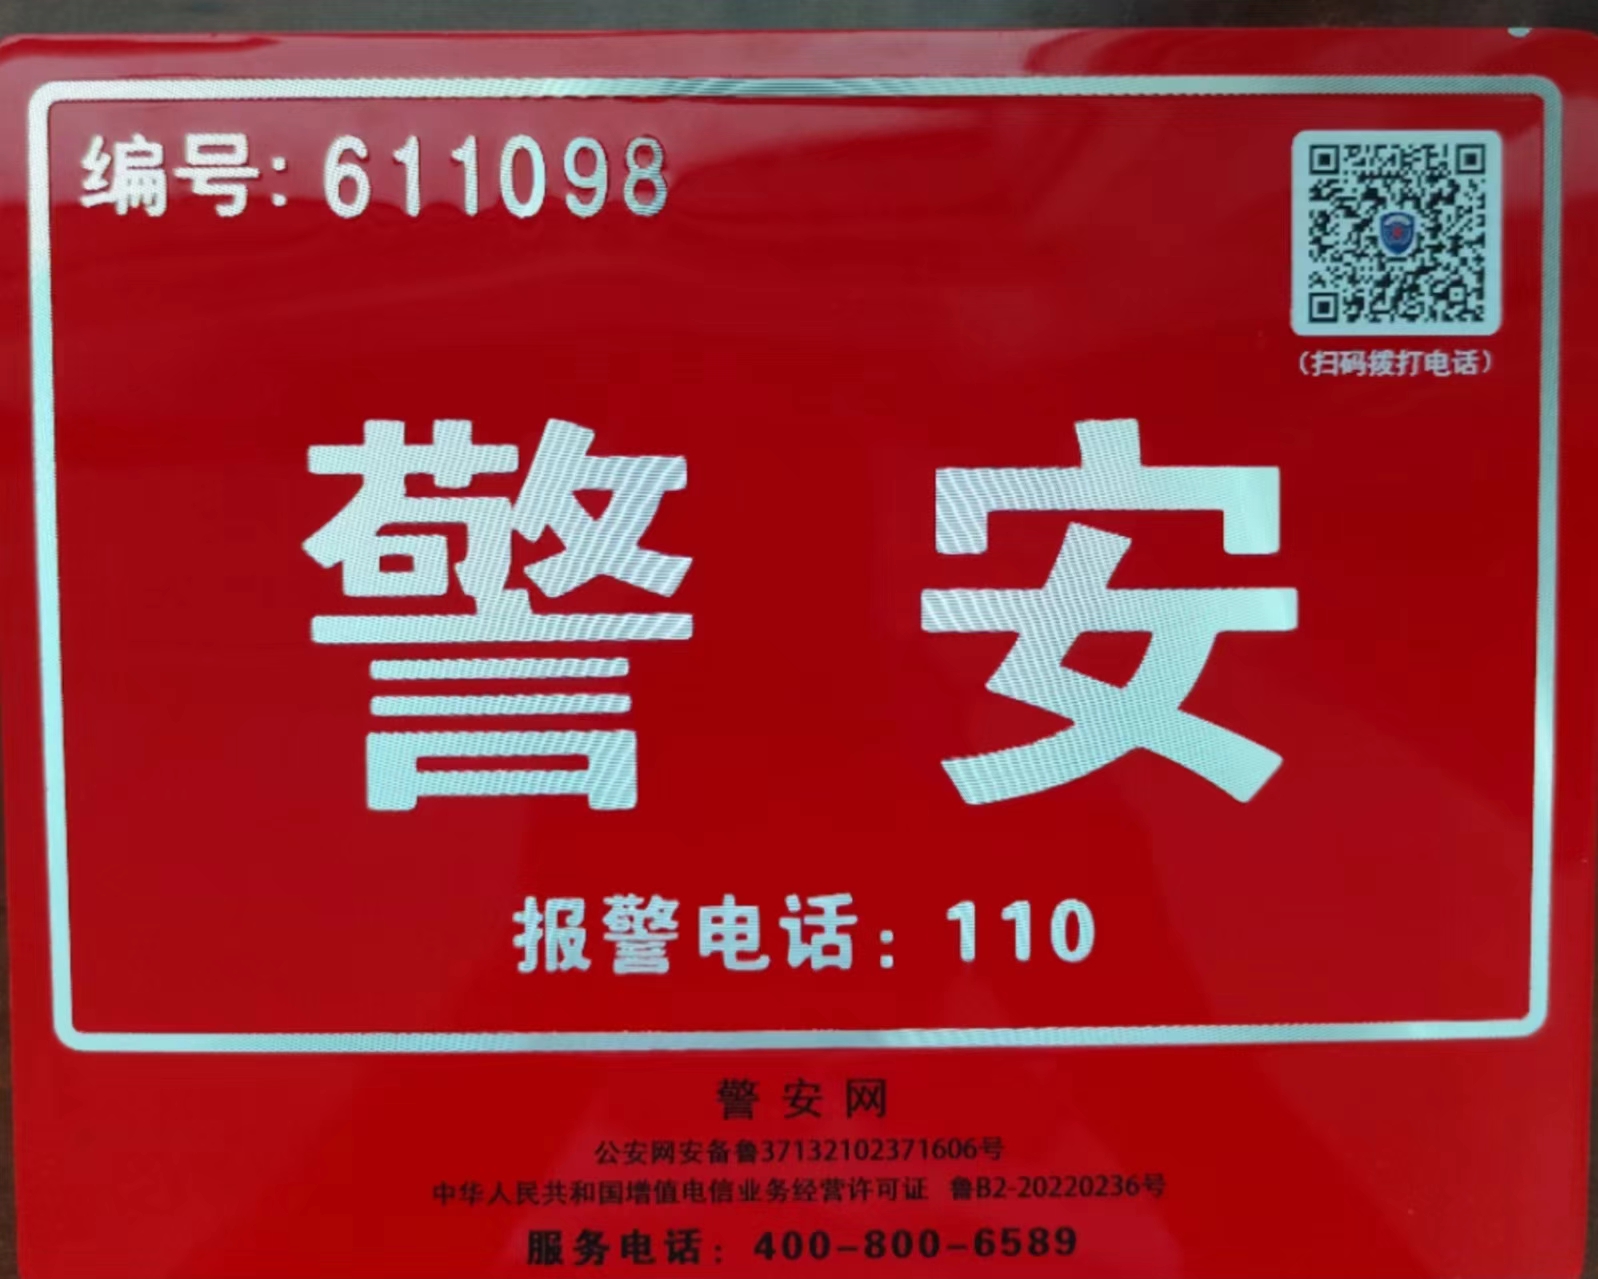 编号: 611098
（扫码拨打电话）
警 安
报警电话: 110
警安网
公安网安备鲁37132102371606号
中华人民共和国增值电信业务经营许可证 鲁B2-20220236号
服务电话: 400-800-6589